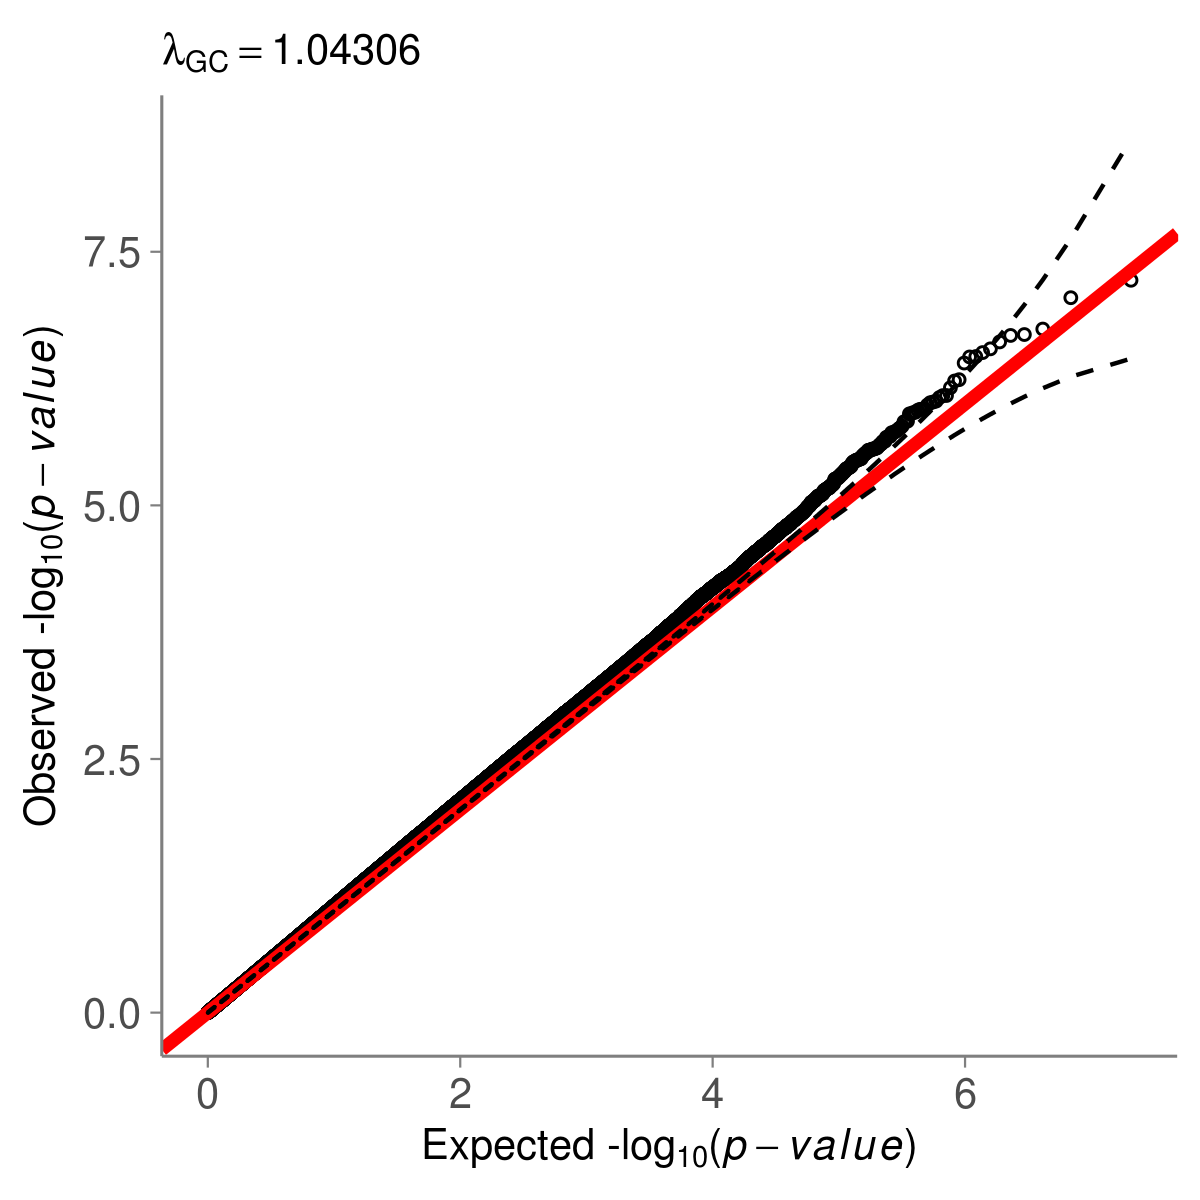 λGC = 1.04306
7.5
5.0
2.5
0.0
Observed -log10(p − value)
0 2 4 6
Expected -log10(p − value)